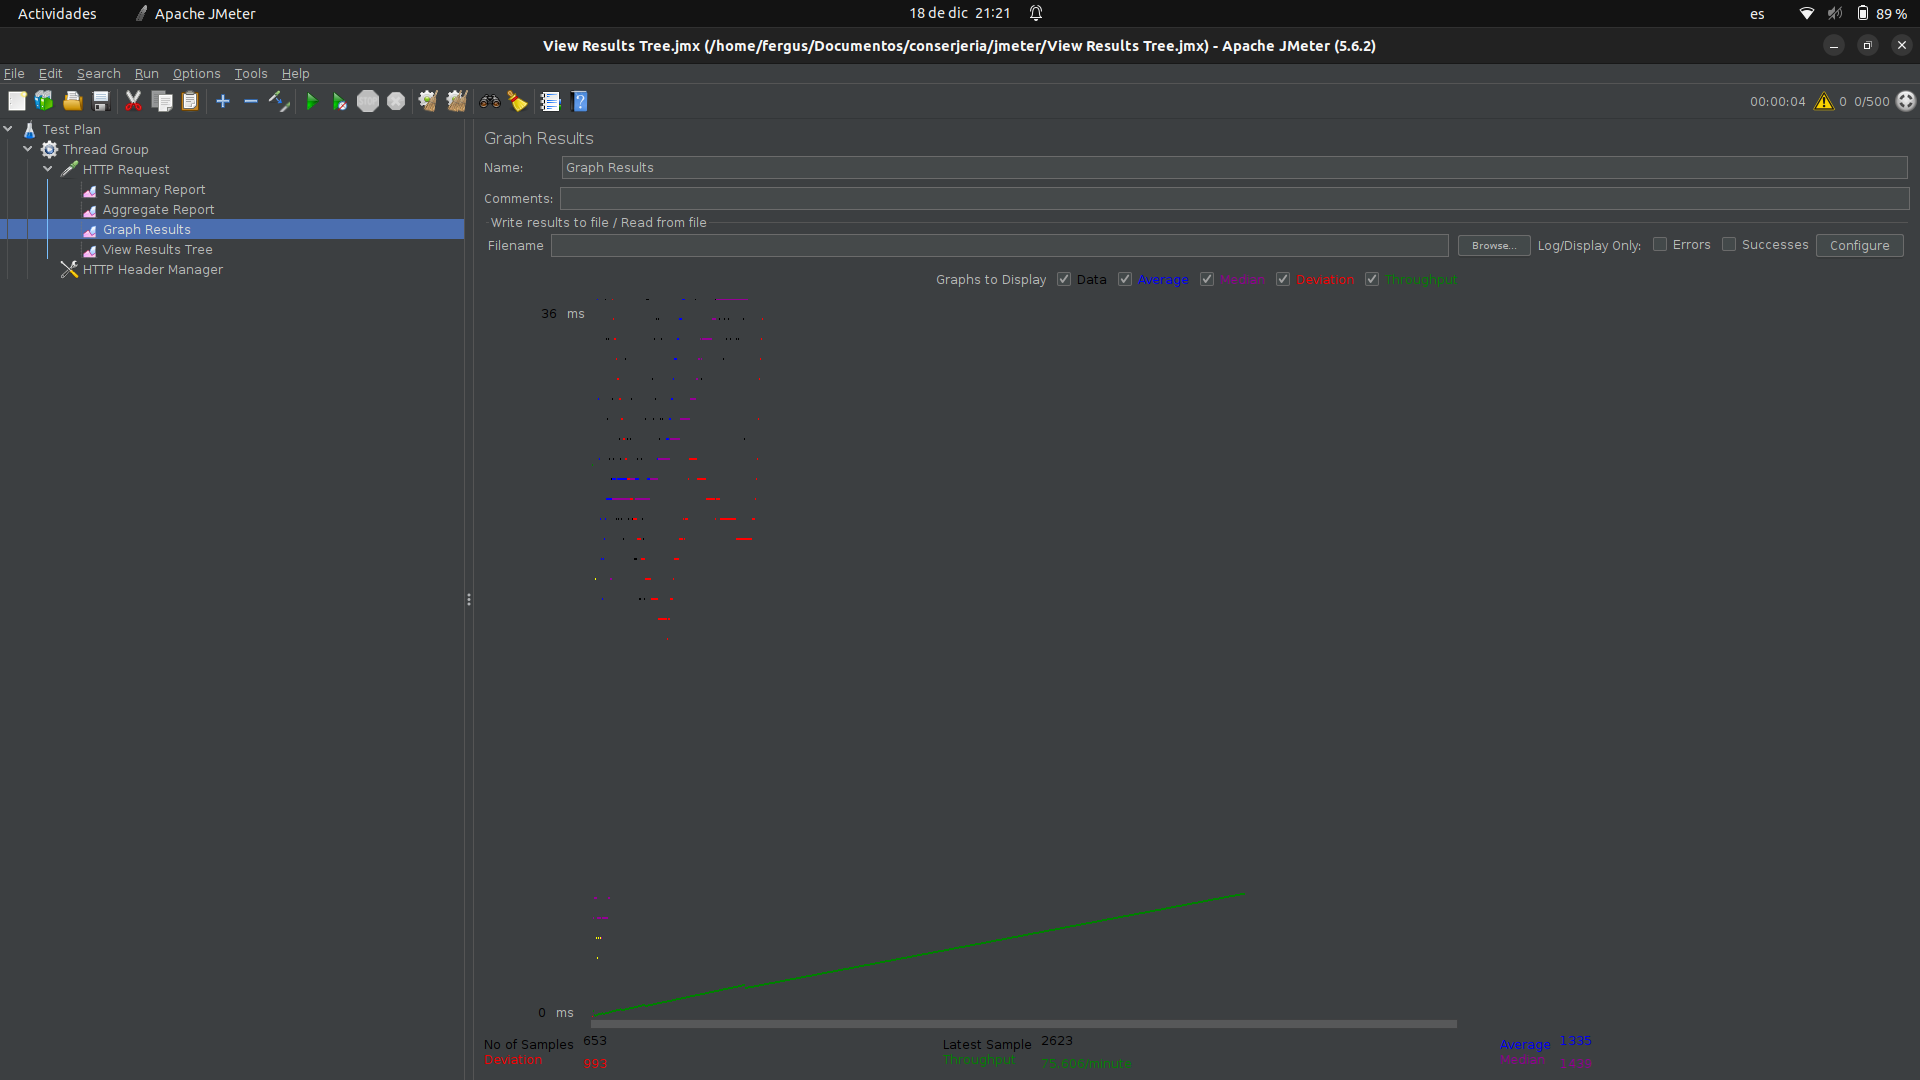 Actividades
Apache JMeter
18 de dic 21:21
es
89 %
View Results Tree.jmx (/home/fergus/Documentos/conserjeria/jmeter/View Results Tree.jmx) - Apache JMeter (5.6.2)
File Edit Search Run Options Tools Help
00:00:04 0 0/500
Test Plan
Thread Group
HTTP Request
Summary Report
Aggregate Report
Graph Results
View Results Tree
HTTP Header Manager
Graph Results
Name: Graph Results
Comments:
Write results to file / Read from file
Filename Browse... Log/Display Only: Errors Successes Configure
Graphs to Display Data Average Median Deviation Throughput
36 ms
0 ms
No of Samples 653 Latest Sample 2623 Average 1335
Deviation 993 Throughput 75,606/minute Median